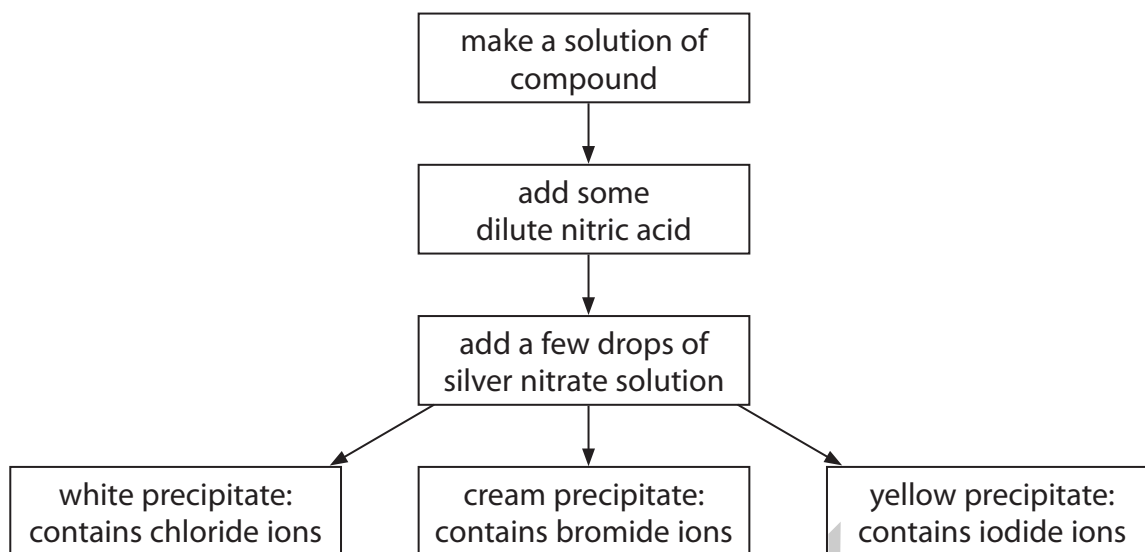 make a solution of
compound
add some
dilute nitric acid
add a few drops of
silver nitrate solution
white precipitate:
contains chloride ions
cream precipitate:
contains bromide ions
yellow precipitate:
contains iodide ions